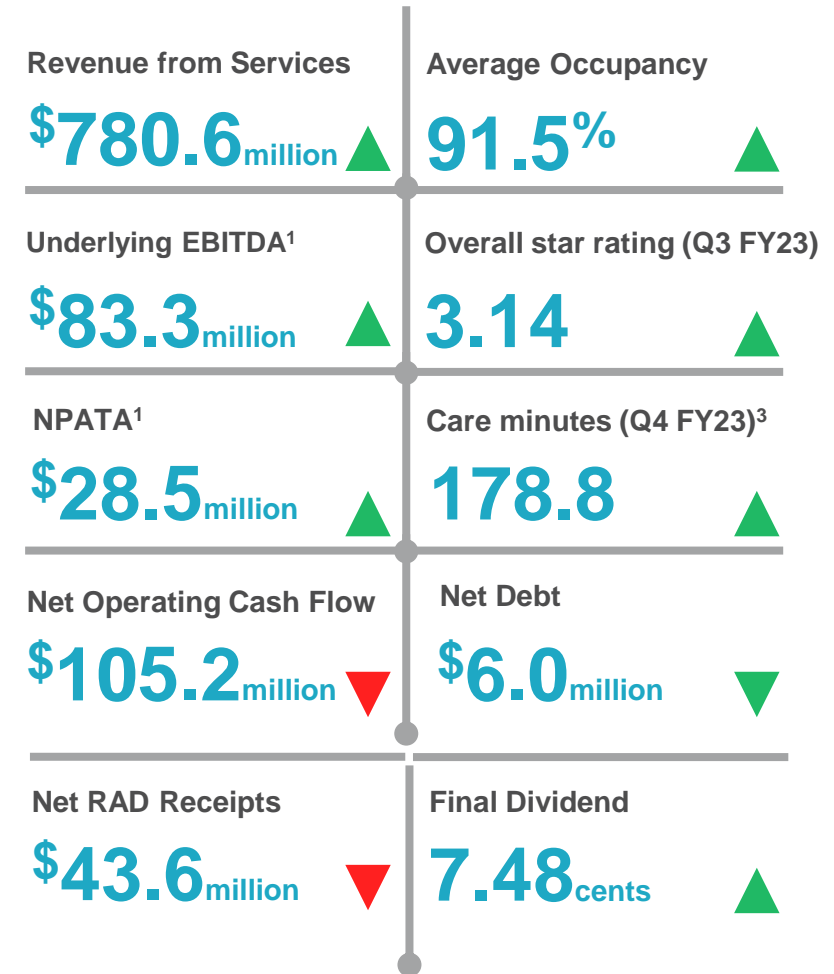 Revenue from Services
$780.6million
Average Occupancy
91.5%
Underlying EBITDA¹
$83.3million
Overall star rating (Q3 FY23)
3.14
NPATA¹
$28.5million
Care minutes (Q4 FY23)³
178.8
Net Operating Cash Flow
$105.2million
Net Debt
$6.0million
Net RAD Receipts
$43.6million
Final Dividend
7.48cents